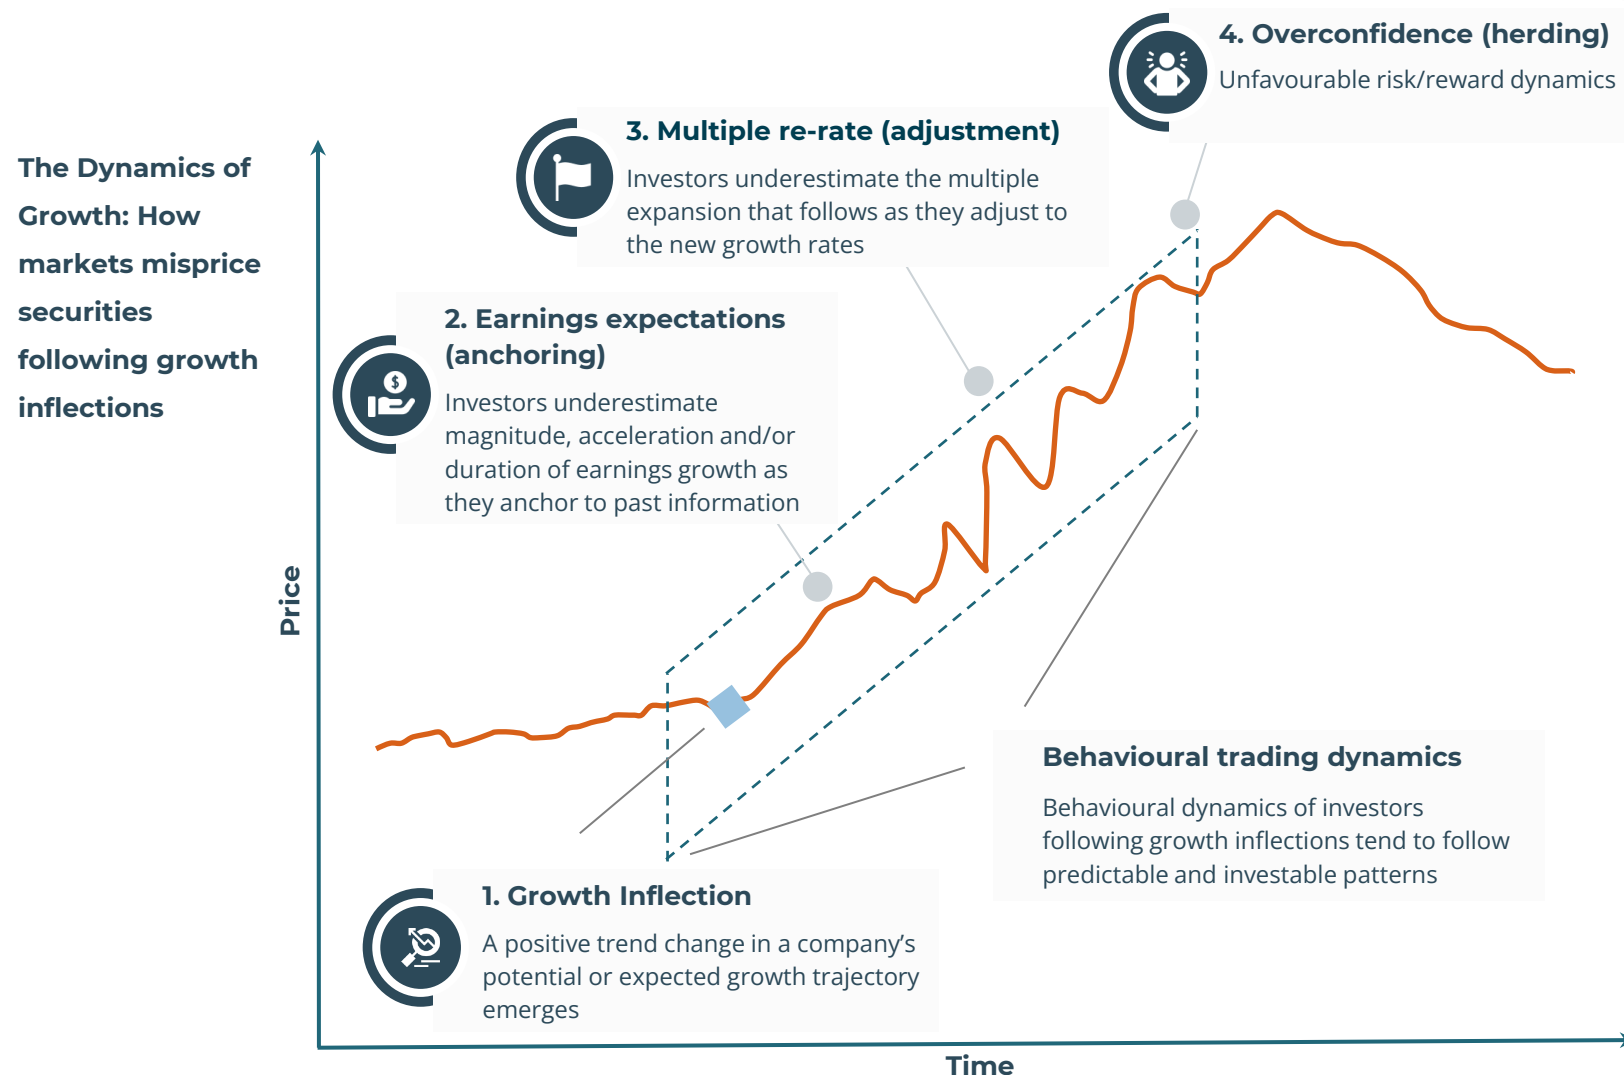 The Dynamics of
Growth: How
markets misprice
securities
following growth
inflections
4. Overconfidence (herding)
Unfavourable risk/reward dynamics
3. Multiple re-rate (adjustment)
Investors underestimate the multiple
expansion that follows as they adjust to
the new growth rates
2. Earnings expectations
(anchoring)
$
Investors underestimate
magnitude, acceleration and/or
duration of earnings growth as
they anchor to past information
Price
Behavioural trading dynamics
Behavioural dynamics of investors
following growth inflections tend to follow
predictable and investable patterns
1. Growth Inflection
A positive trend change in a company’s
potential or expected growth trajectory
emerges
Time